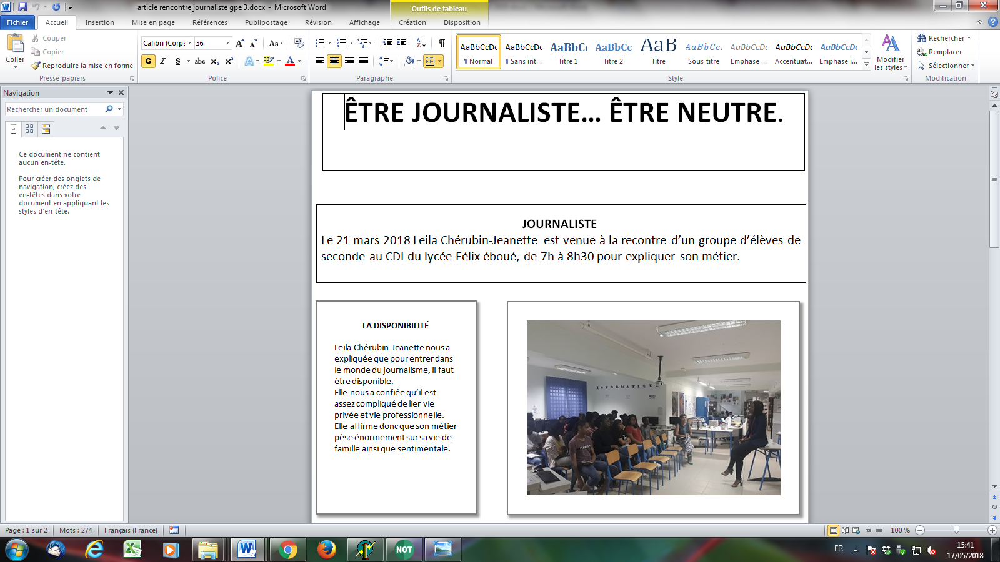 article rencontre journaliste gpe 3.docx - Microsoft Word
Outils de tableau
Fichier
Accueil
Insertion
Mise en page
Références
Publipostage
Révision
Affichage
Création
Disposition
Coller
Couper
Copier
Reproduire la mise en forme
Presse-papiers
Calibri (Corps
36
G I S abc x₂ x²
Police
Paragraphe
AaBbCcDc
¶ Normal
AaBbCcDc
¶ Sans int...
AaBbCc
Titre 1
AaBbCc
Titre 2
AaB
Titre
AaBbCc.
Sous-titre
AaBbCcDc
Emphase ...
AaBbCcDc
Accentuat...
AaBbCcDc
Emphase i...
Modifier
les styles
Style
Rechercher
Remplacer
Sélectionner
Modification
Navigation
Rechercher un document
Ce document ne contient
aucun en-tête.
Pour créer des onglets de
navigation, créez des
en-têtes dans votre
document en appliquant les
styles d'en-tête.
ÊTRE JOURNALISTE... ÊTRE NEUTRE.
JOURNALISTE
Le 21 mars 2018 Leila Chérubin-Jeanette est venue à la recontre d'un groupe d'élèves de
seconde au CDI du lycée Félix éboué, de 7h à 8h30 pour expliquer son métier.
LA DISPONIBILITÉ
Leila Chérubin-Jeanette nous a
expliquée que pour entrer dans
le monde du journalisme, il faut
étre disponible.
Elle nous a confiée qu'il est
assez compliqué de lier vie
privée et vie professionnelle.
Elle affirme donc que son métier
pèse énormement sur sa vie de
famille ainsi que sentimentale.
INFORMATIQUE
Page : 1 sur 2
Mots : 274
Français (France)
100 %
NOT
FR
15:41
17/05/2018